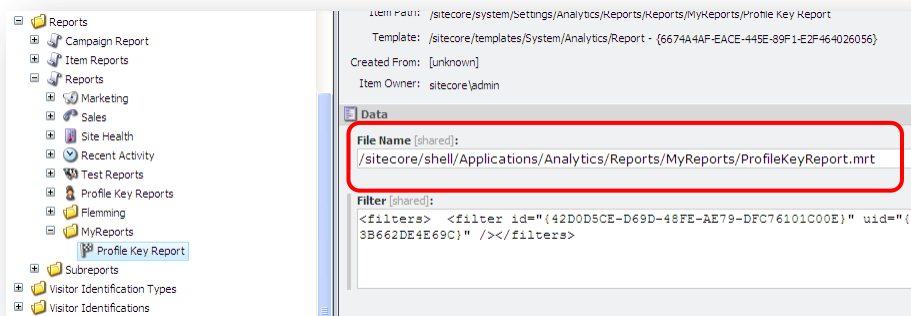 Reports
Campaign Report
Item Reports
Reports
Marketing
Sales
Site Health
Recent Activity
Test Reports
Profile Key Reports
Flemming
MyReports
Profile Key Report
Subreports
Visitor Identification Types
Visitor Identifications
Item Path: /sitecore/system/Settings/Analytics/Reports/Reports/MyReports/Profile Key Report
Template: /sitecore/templates/System/Analytics/Report - {6674A4AF-EACE-445E-89F1-E2F464026056}
Created From: [unknown]
Item Owner: sitecore\admin
Data
File Name [shared]:
/sitecore/shell/Applications/Analytics/Reports/MyReports/ProfileKeyReport.mrt
Filter [shared]:
<filters> <filter id="{42D0D5CE-D69D-48FE-AE79-DFC76101C00E}" uid="{
3B662DE4E69C}" /></filters>